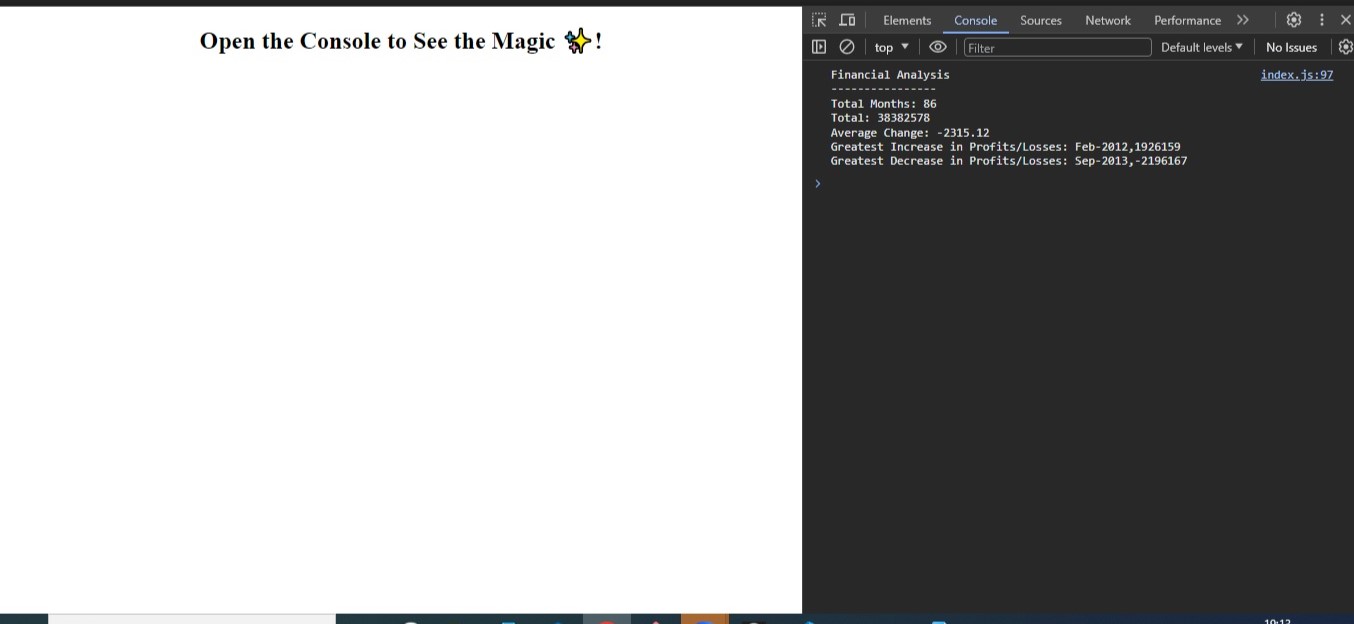 Open the Console to See the Magic ✨!
Elements Console Sources Network Performance
top Filter Default levels No Issues
Financial Analysis index.js:97
----------------
Total Months: 86
Total: 38382578
Average Change: -2315.12
Greatest Increase in Profits/Losses: Feb-2012,1926159
Greatest Decrease in Profits/Losses: Sep-2013,-2196167